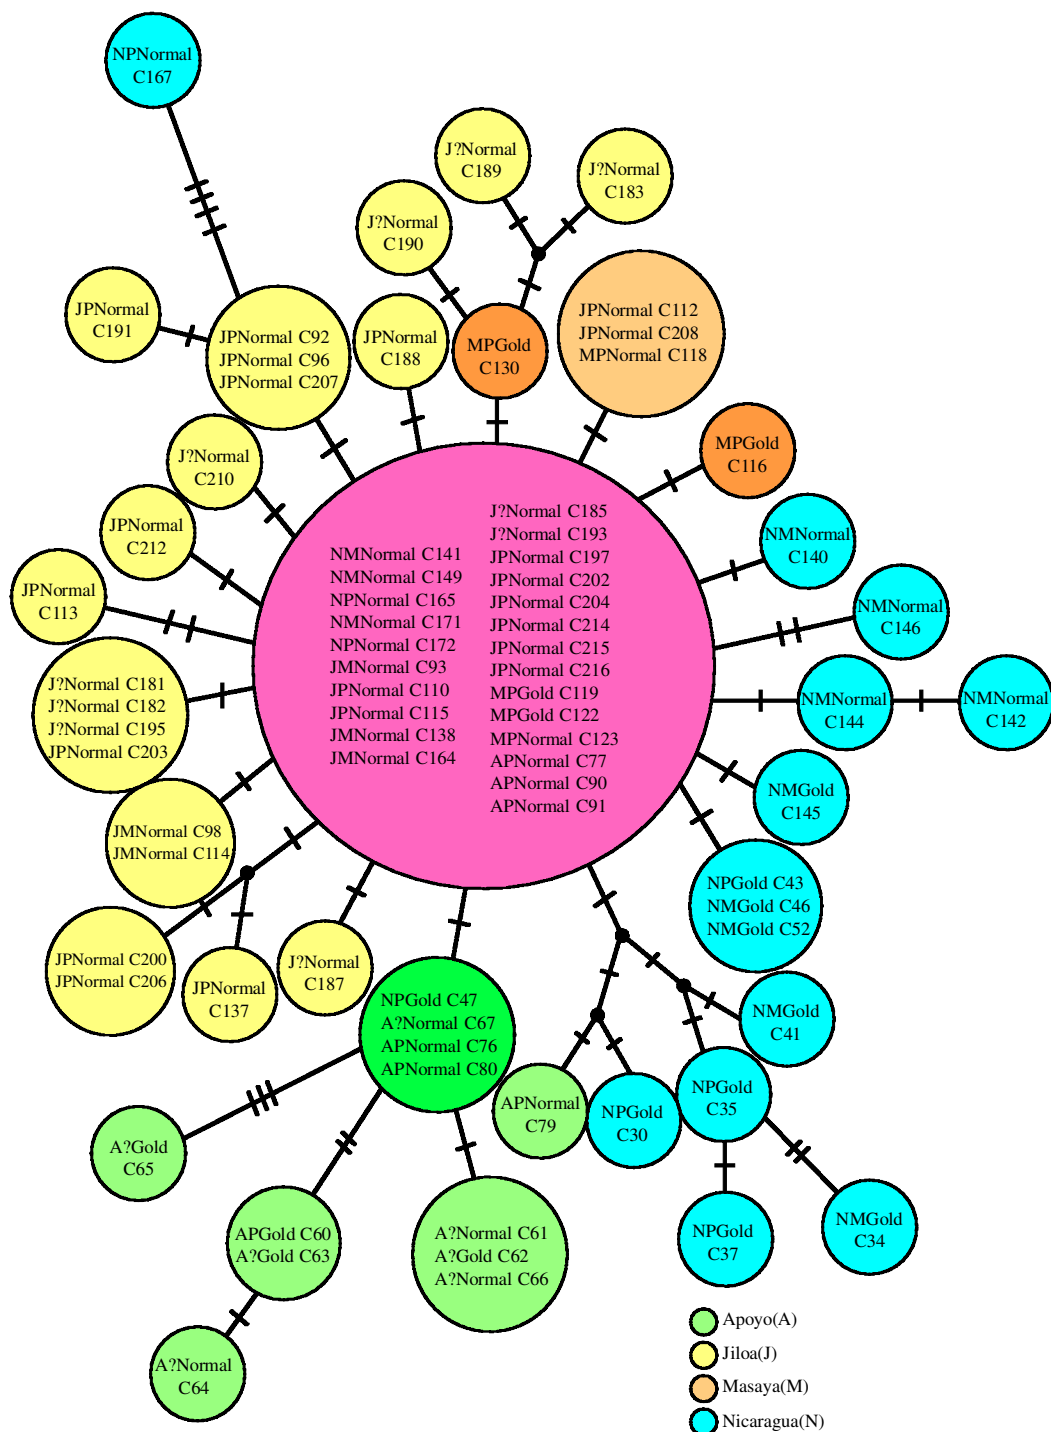 NPNormal
C167
J?Normal
C189
J?Normal
C183
J?Normal
C190
JPNormal
C191
JPNormal C92
JPNormal C96
JPNormal C207
JPNormal
C188
MPGold
C130
JPNormal C112
JPNormal C208
MPNormal C118
MPGold
C116
J?Normal
C210
JPNormal
C212
JPNormal
C113
NMNormal
C140
NMNormal
C146
NMNormal
C144
NMNormal
C142
NMNormal C141
NMNormal C149
NPNormal C165
NMNormal C171
NPNormal C172
JMNormal C93
JPNormal C110
JPNormal C115
JMNormal C138
JMNormal C164
J?Normal C185
J?Normal C193
JPNormal C197
JPNormal C202
JPNormal C204
JPNormal C214
JPNormal C215
JPNormal C216
MPGold C119
MPGold C122
MPNormal C123
APNormal C77
APNormal C90
APNormal C91
J?Normal C181
J?Normal C182
J?Normal C195
JPNormal C203
JMNormal C98
JMNormal C114
NMGold
C145
NPGold C43
NMGold C46
NMGold C52
JPNormal C200
JPNormal C206
JPNormal
C137
J?Normal
C187
NPGold C47
A?Normal C67
APNormal C76
APNormal C80
NMGold
C41
APNormal
C79
NPGold
C30
NPGold
C35
A?Gold
C65
APGold C60
A?Gold C63
A?Normal C61
A?Gold C62
A?Normal C66
NPGold
C37
NMGold
C34
A?Normal
C64
Apoyo(A)
Jiloa(J)
Masaya(M)
Nicaragua(N)